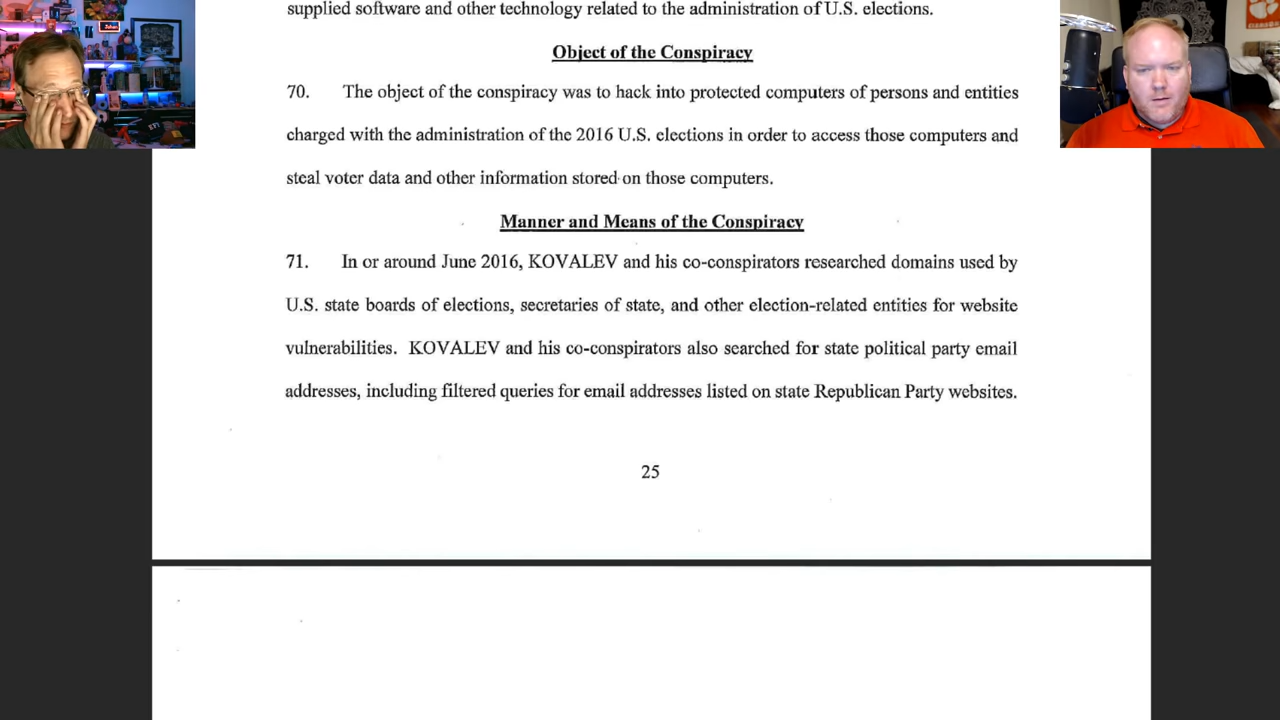 supplied software and other technology related to the administration of U.S. elections.
Object of the Conspiracy
70. The object of the conspiracy was to hack into protected computers of persons and entities
charged with the administration of the 2016 U.S. elections in order to access those computers and
steal voter data and other information stored on those computers.
Manner and Means of the Conspiracy
71. In or around June 2016, KOVALEV and his co-conspirators researched domains used by
U.S. state boards of elections, secretaries of state, and other election-related entities for website
vulnerabilities. KOVALEV and his co-conspirators also searched for state political party email
addresses, including filtered queries for email addresses listed on state Republican Party websites.
25